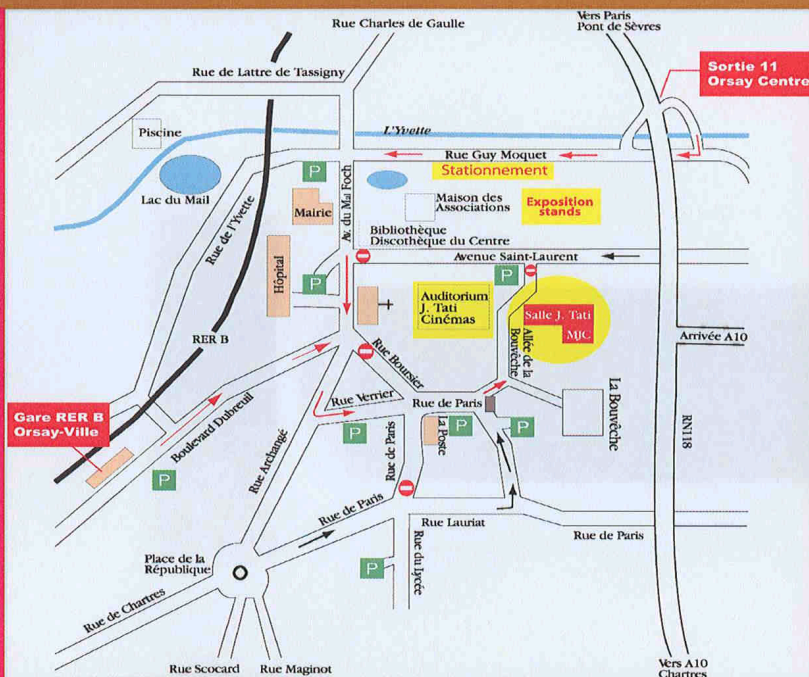 Rue Charles de Gaulle
Vers Paris
Pont de Sèvres
Sortie 11
Orsay Centre
Rue de Lattre de Tassigny
Piscine
L'Yvette
Rue Guy Moquet
P
Stationnement
Lac du Mail
Mairie
Av. du Mal Foch
Maison des
Associations
Exposition
stands
Rue de l'Yvette
Bibliothèque
Discothèque du Centre
Avenue Saint-Laurent
Hôpital
P
P
Auditorium
J. Tati
Cinémas
Salle J. Tati
MJC
Allée de la
Bouvêche
RER B
Arrivée A10
Rue Boursier
Rue Verrier
Rue de Paris
La Bouvêche
RN118
Gare RER B
Orsay-Ville
Boulevard Dubreuil
P
Rue de Paris
La Poste
P
P
P
Rue Archangé
Rue de Paris
Rue Lauriat
Rue de Paris
Place de la
République
P
Rue du Lycée
Rue de Chartres
Rue Scocard
Rue Maginot
Vers A10
Chartres